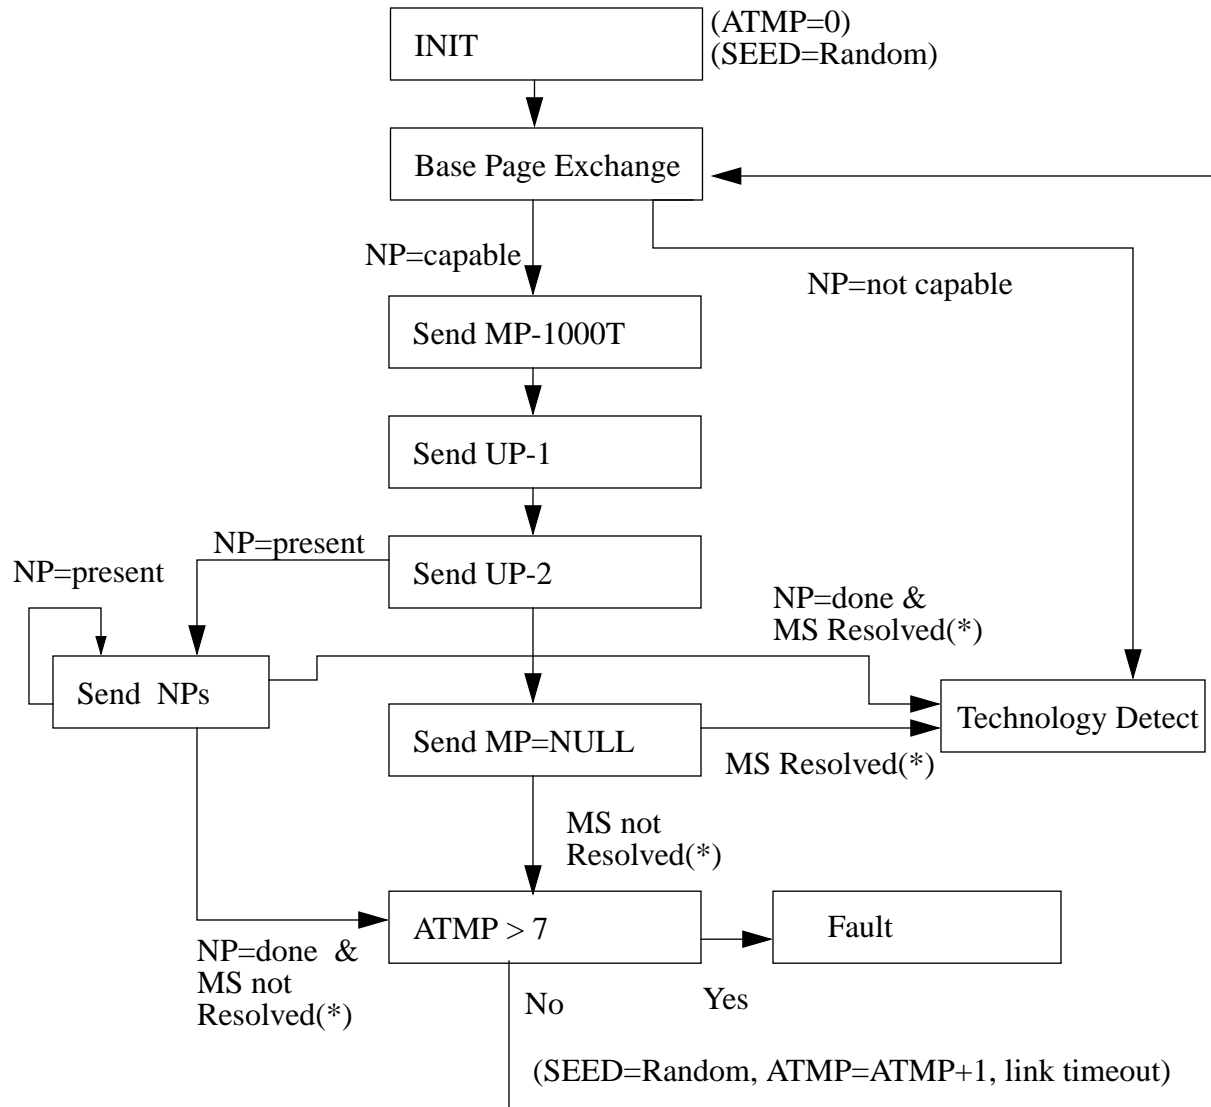 INIT
(ATMP=0)
(SEED=Random)
Base Page Exchange
NP=capable
NP=not capable
Send MP-1000T
Send UP-1
NP=present
Send UP-2
NP=present
NP=done &
MS Resolved(*)
Send NPs
Technology Detect
Send MP=NULL
MS Resolved(*)
MS not
Resolved(*)
ATMP > 7
Fault
NP=done &
MS not
Resolved(*)
No
Yes
(SEED=Random, ATMP=ATMP+1, link timeout)